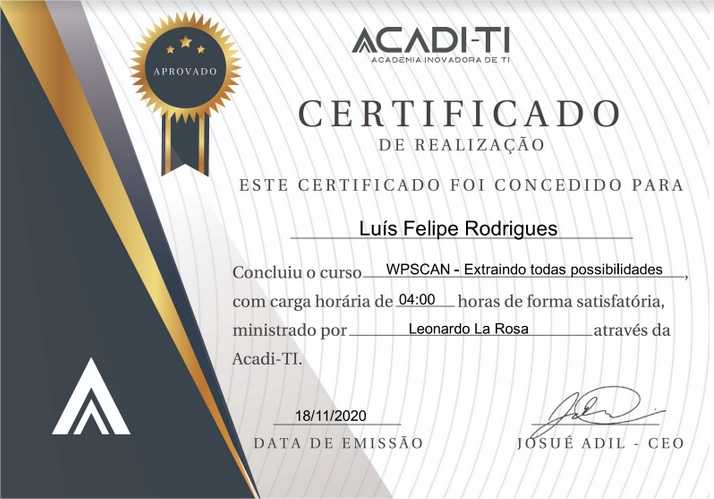 APROVADO
ACADI-TI
ACADEMIA INOVADORA DE TI
CERTIFICADO
DE REALIZAÇÃO
ESTE CERTIFICADO FOI CONCEDIDO PARA
Luís Felipe Rodrigues
Concluiu o curso WPSCAN - Extraindo todas possibilidades,
com carga horária de 04:00 horas de forma satisfatória,
ministrado por Leonardo La Rosa através da
Acadi-TI.
18/11/2020
DATA DE EMISSÃO
JOSUÉ ADIL - CEO